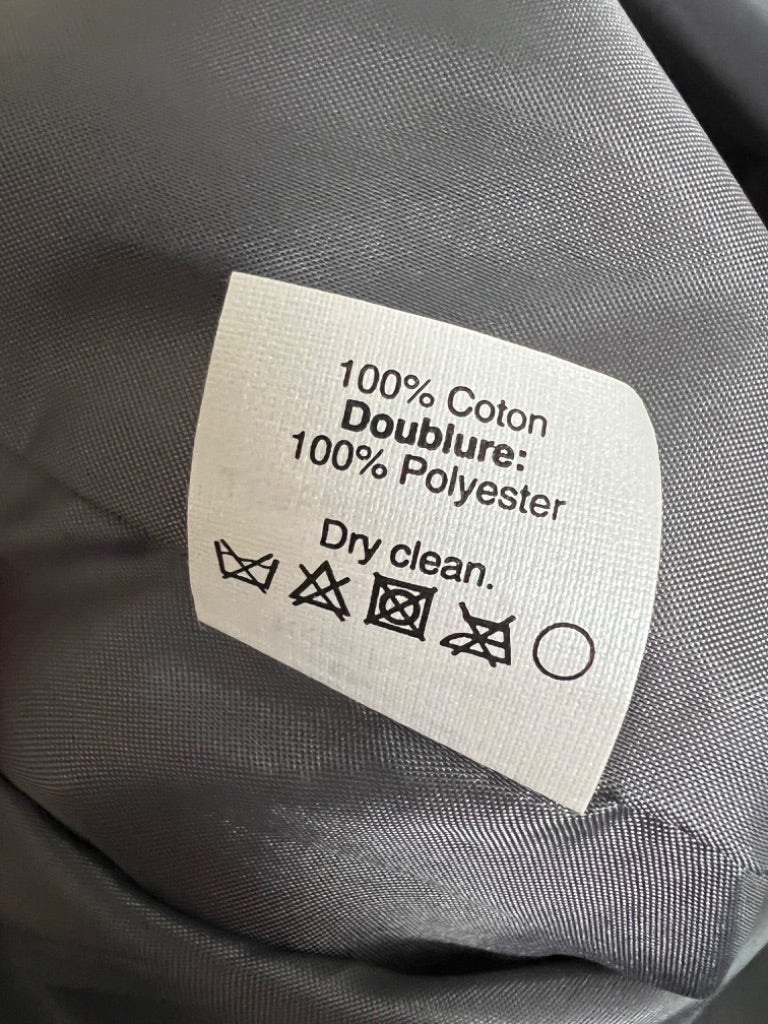 100% Coton
Doublure:
100% Polyester
Dry clean.